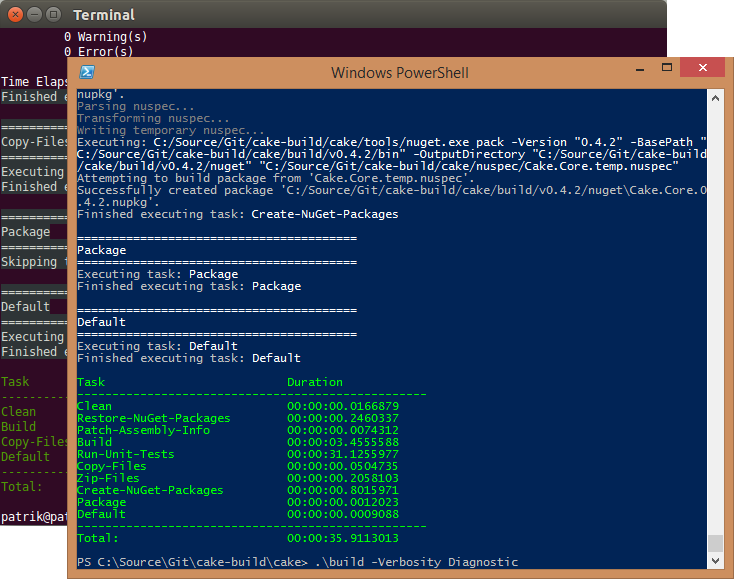 Terminal
0 Warning(s)
0 Error(s)
Time Elaps
Finished e
==========
Copy-Files
==========
Executing
Finished e
==========
Package
==========
Skipping t
==========
Default
==========
Executing
Finished e
Task
----------
Clean
Build
Copy-Files
Default
----------
Total:
patrik@pat
Windows PowerShell
nupkg'.
Parsing nuspec...
Transforming nuspec...
Writing temporary nuspec...
Executing: C:/Source/Git/cake-build/cake/tools/nuget.exe pack -Version "0.4.2" -BasePath "
C:/Source/Git/cake-build/cake/build/v0.4.2/bin" -OutputDirectory "C:/Source/Git/cake-build
/cake/build/v0.4.2/nuget" "C:/Source/Git/cake-build/cake/nuspec/Cake.Core.temp.nuspec"
Attempting to build package from 'Cake.Core.temp.nuspec'.
Successfully created package 'C:/Source/Git/cake-build/cake/build/v0.4.2/nuget\Cake.Core.0
.4.2.nupkg'.
Finished executing task: Create-NuGet-Packages
========================================
Package
========================================
Executing task: Package
Finished executing task: Package
========================================
Default
========================================
Executing task: Default
Finished executing task: Default
Task Duration
--------------------------------------------------
Clean 00:00:00.0166879
Restore-NuGet-Packages 00:00:00.2460337
Patch-Assembly-Info 00:00:00.0074312
Build 00:00:03.4555588
Run-Unit-Tests 00:00:31.1255977
Copy-Files 00:00:00.0504735
Zip-Files 00:00:00.2058103
Create-NuGet-Packages 00:00:00.8015971
Package 00:00:00.0012023
Default 00:00:00.0009088
--------------------------------------------------
Total: 00:00:35.9113013
PS C:\Source\Git\cake-build\cake> .\build -Verbosity Diagnostic